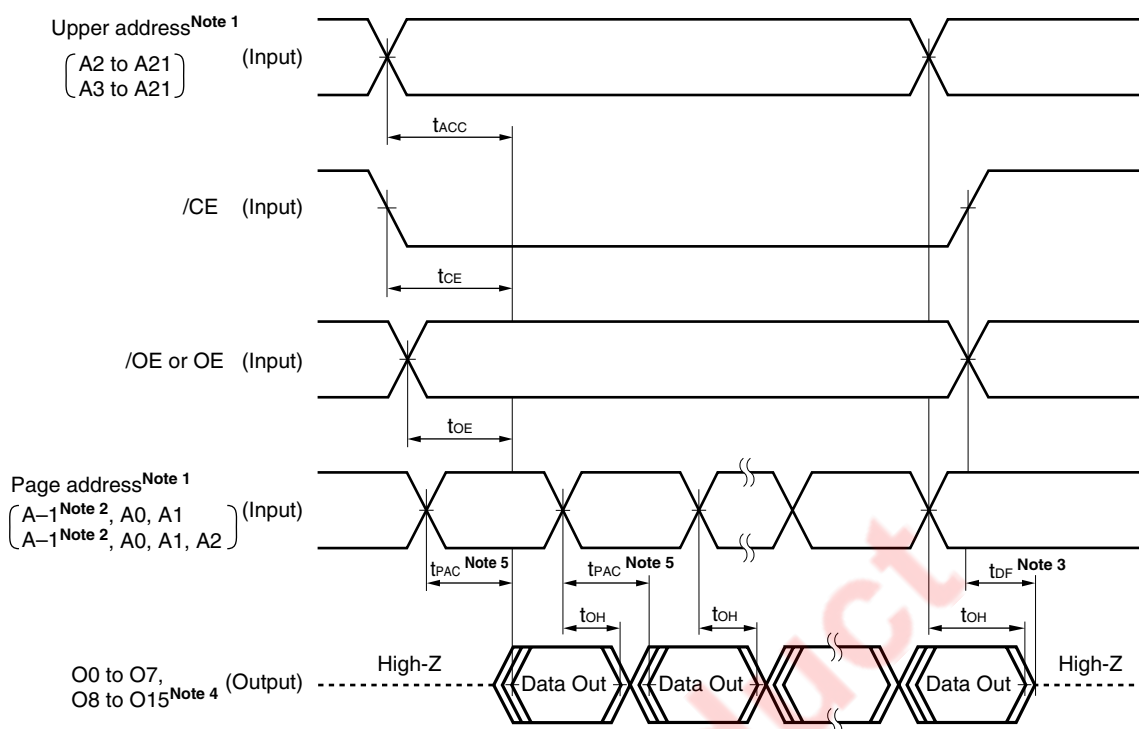 Upper address Note 1
(Input)
A2 to A21
A3 to A21
tACC
/CE (Input)
tCE
/OE or OE (Input)
tOE
Page address Note 1
(Input)
A–1 Note 2, A0, A1
A–1 Note 2, A0, A1, A2
tPAC Note 5
tPAC Note 5
tDF Note 3
tOH
tOH
tOH
High-Z
O0 to O7,
O8 to O15 Note 4
(Output)
Data Out
Data Out
Data Out
High-Z